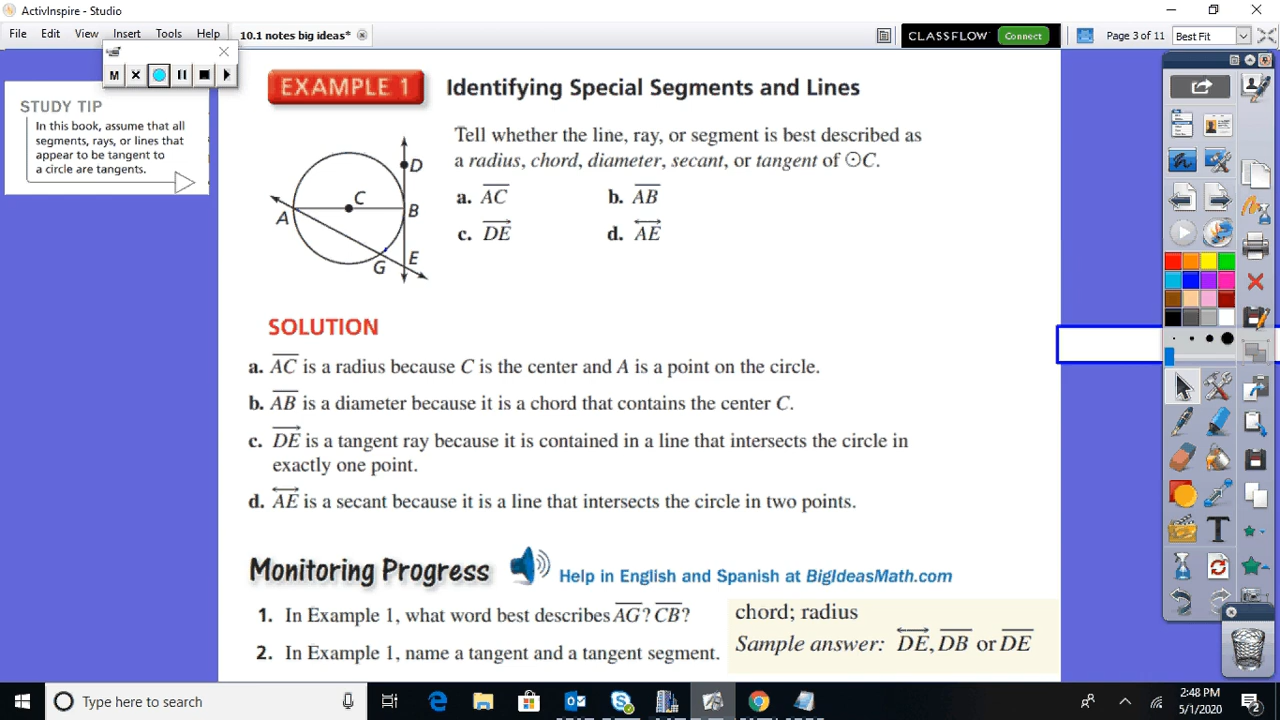 ActivInspire - Studio
File Edit View Insert Tools Help 10.1 notes big ideas* CLASSFLOW Connect Page 3 of 11 Best Fit
M
STUDY TIP
In this book, assume that all
segments, rays, or lines that
appear to be tangent to
a circle are tangents.
EXAMPLE 1 Identifying Special Segments and Lines
Tell whether the line, ray, or segment is best described as
a radius, chord, diameter, secant, or tangent of ⊙C.
a. AC b. AB
c. DE d. AE
D
C
A B
G E
SOLUTION
a. AC is a radius because C is the center and A is a point on the circle.
b. AB is a diameter because it is a chord that contains the center C.
c. DE is a tangent ray because it is contained in a line that intersects the circle in
exactly one point.
d. AE is a secant because it is a line that intersects the circle in two points.
Monitoring Progress Help in English and Spanish at BigIdeasMath.com
1. In Example 1, what word best describes AG? CB? chord; radius
2. In Example 1, name a tangent and a tangent segment. Sample answer: DE, DB or DE
Type here to search
2:48 PM
5/1/2020
2